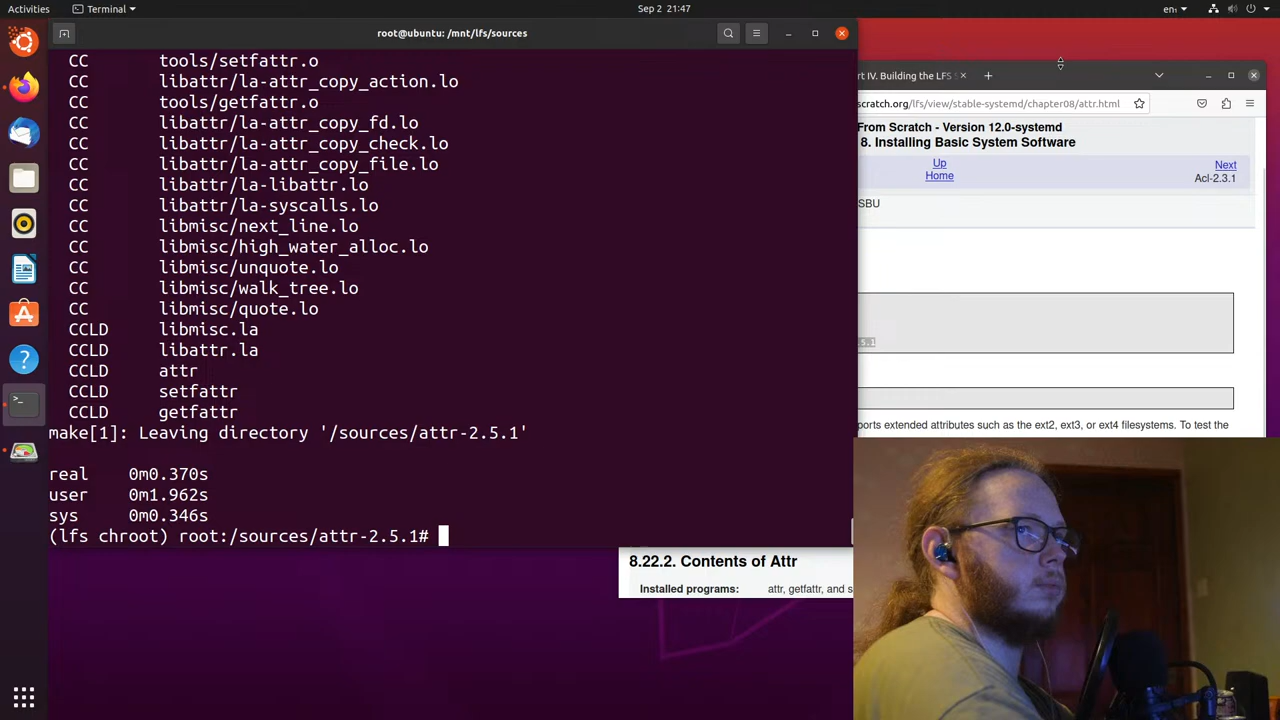 Activities
Terminal
Sep 2 21:47
en
root@ubuntu: /mnt/lfs/sources
CC tools/setfattr.o
CC libattr/la-attr_copy_action.lo
CC tools/getfattr.o
CC libattr/la-attr_copy_fd.lo
CC libattr/la-attr_copy_check.lo
CC libattr/la-attr_copy_file.lo
CC libattr/la-libattr.lo
CC libattr/la-syscalls.lo
CC libmisc/next_line.lo
CC libmisc/high_water_alloc.lo
CC libmisc/unquote.lo
CC libmisc/walk_tree.lo
CC libmisc/quote.lo
CCLD libmisc.la
CCLD libattr.la
CCLD attr
CCLD setfattr
CCLD getfattr
make[1]: Leaving directory '/sources/attr-2.5.1'
real 0m0.370s
user 0m1.962s
sys 0m0.346s
(lfs chroot) root:/sources/attr-2.5.1#
rt IV. Building the LFS
scratch.org/lfs/view/stable-systemd/chapter08/attr.html
From Scratch - Version 12.0-systemd
8. Installing Basic System Software
Up
Home
Next
Acl-2.3.1
SBU
.5.1
ports extended attributes such as the ext2, ext3, or ext4 filesystems. To test the
8.22.2. Contents of Attr
Installed programs: attr, getfattr, and s